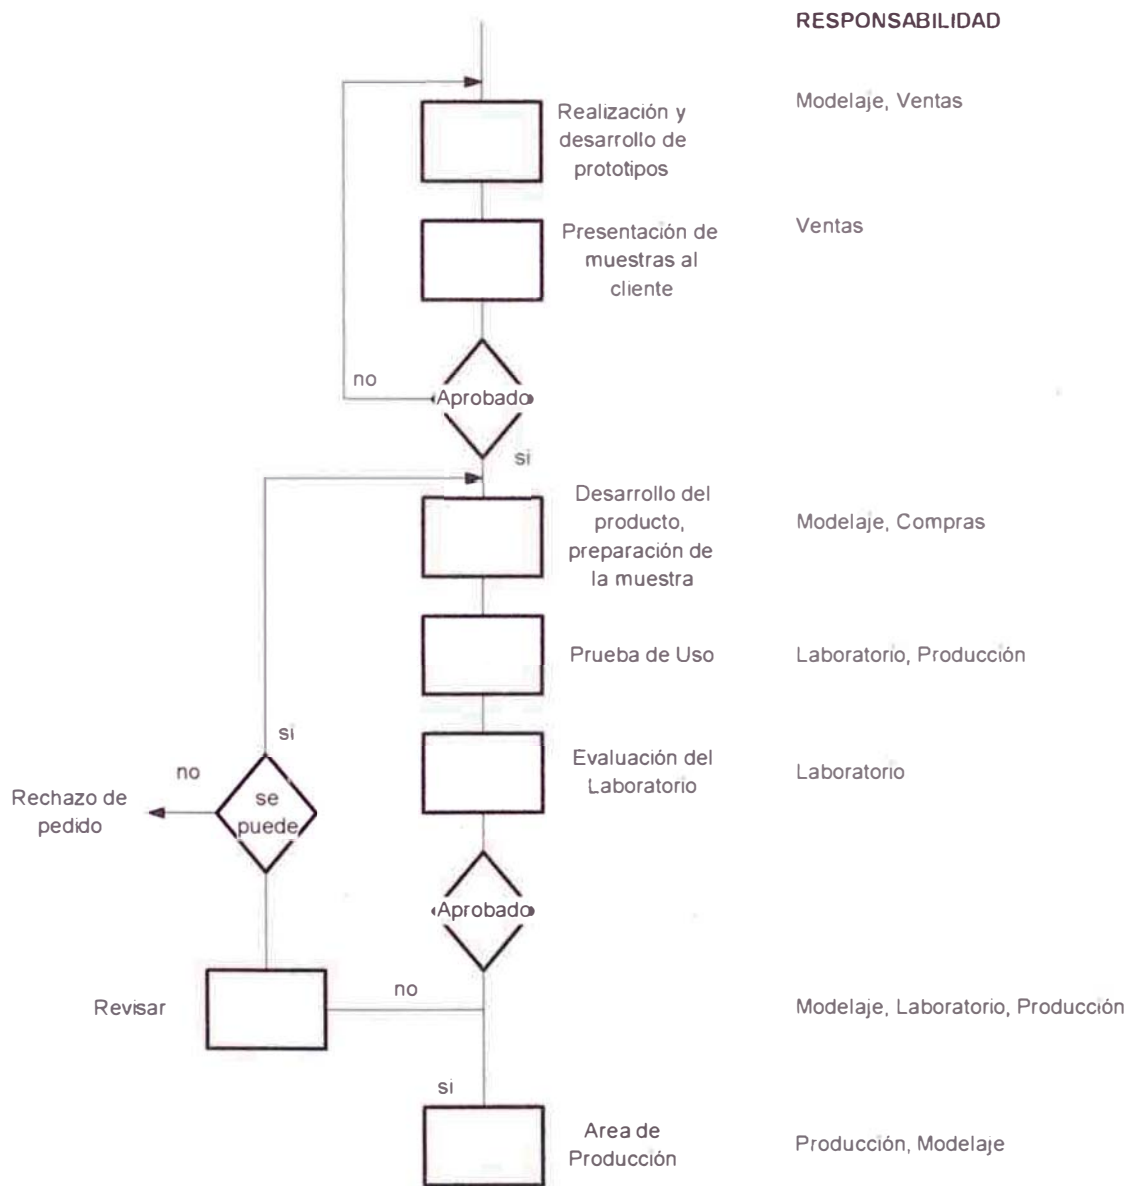 RESPONSABILIDAD
Realización y
desarrollo de
prototipos
Modelaje, Ventas
Presentación de
muestras al
cliente
Ventas
no
Aprobado
si
Desarrollo del
producto,
preparación de
la muestra
Modelaje, Compras
Prueba de Uso
Laboratorio, Producción
si
Evaluación del
Laboratorio
Laboratorio
no
Rechazo de
pedido
se
puede
Aprobado
Revisar
no
Modelaje, Laboratorio, Producción
si
Area de
Producción
Producción, Modelaje